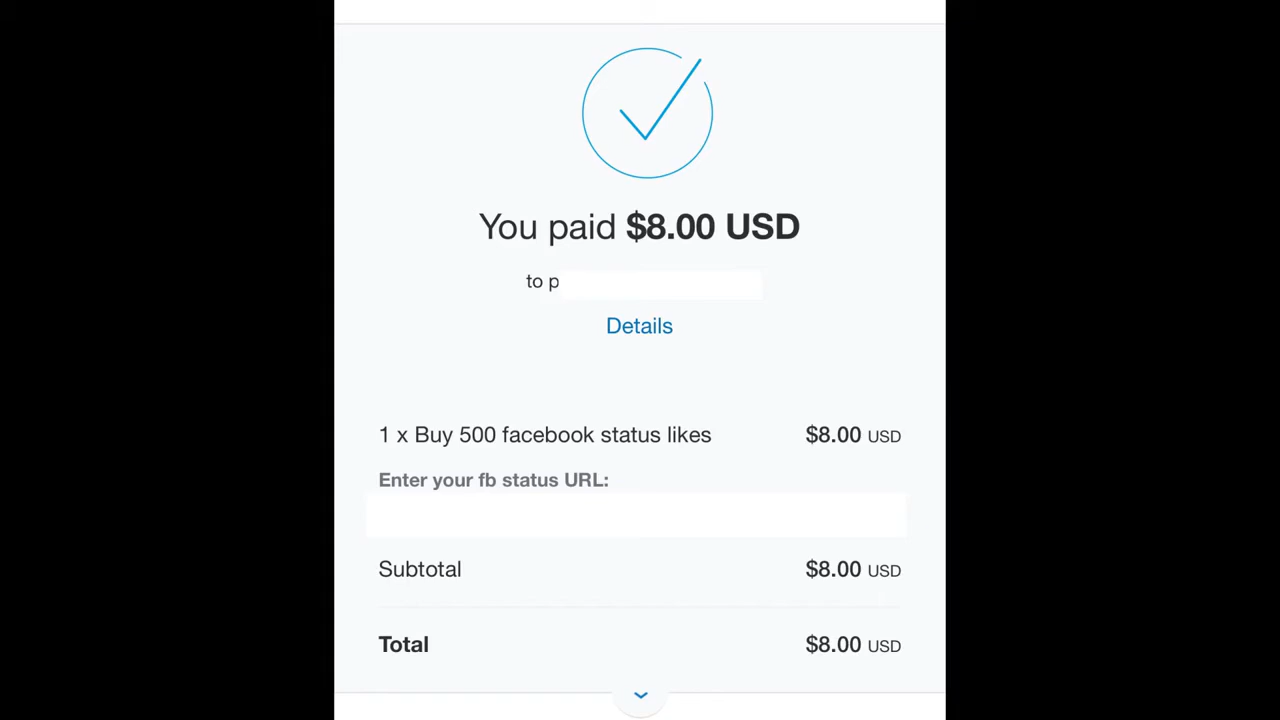 You paid $8.00 USD
to p
Details
1 x Buy 500 facebook status likes $8.00 USD
Enter your fb status URL:
Subtotal $8.00 USD
Total $8.00 USD